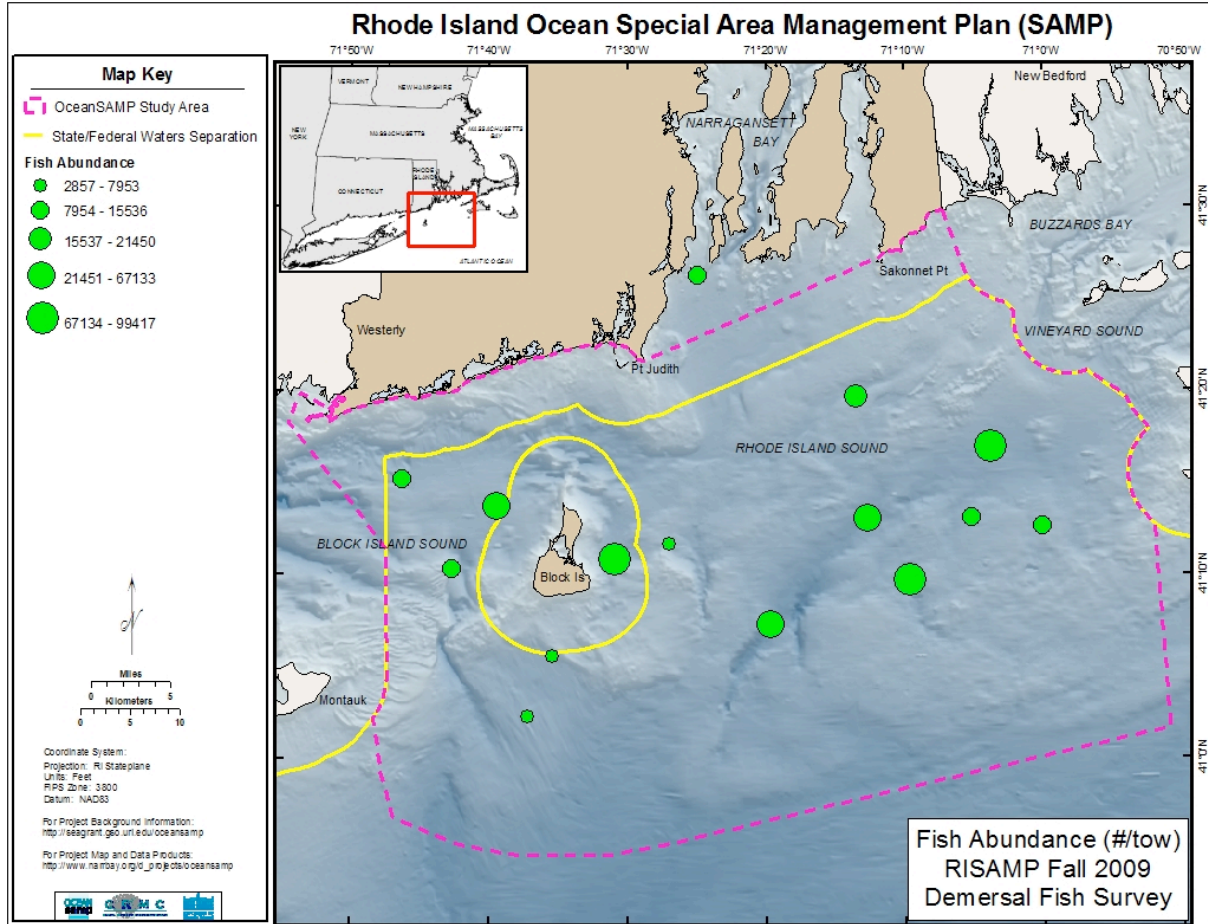 Rhode Island Ocean Special Area Management Plan (SAMP)
71°50'W 71°40'W 71°30'W 71°20'W 71°10'W 71°0'W 70°50'W
Map Key
OceanSAMP Study Area
State/Federal Waters Separation
Fish Abundance
2857 - 7953
7954 - 15536
15537 - 21450
21451 - 67133
67134 - 99417
N
Miles
0 5
Kilometers
0 5 10
Coordinate System:
Projection: RI Stateplane
Units: Feet
FIPS Zone: 3800
Datum: NAD83
For Project Background Information:
http://seagrant.gso.uri.edu/oceansamp
For Project Map and Data Products:
http://www.narrbay.org/d_projects/oceansamp
OCEAN
samp
CRMC
VERMONT
NEW HAMPSHIRE
NEW
YORK
MASSACHUSETTS
MASSACHUSETTS
BAY
CONNECTICUT
RHODE
ISLAND
ATLANTIC OCEAN
New Bedford
NARRAGANSETT
BAY
41°30'N
BUZZARDS BAY
Sakonnet Pt
Westerly
VINEYARD SOUND
Pt Judith
41°20'N
RHODE ISLAND SOUND
BLOCK ISLAND SOUND
Block Is
41°10'N
Montauk
41°0'N
Fish Abundance (#/tow)
RISAMP Fall 2009
Demersal Fish Survey